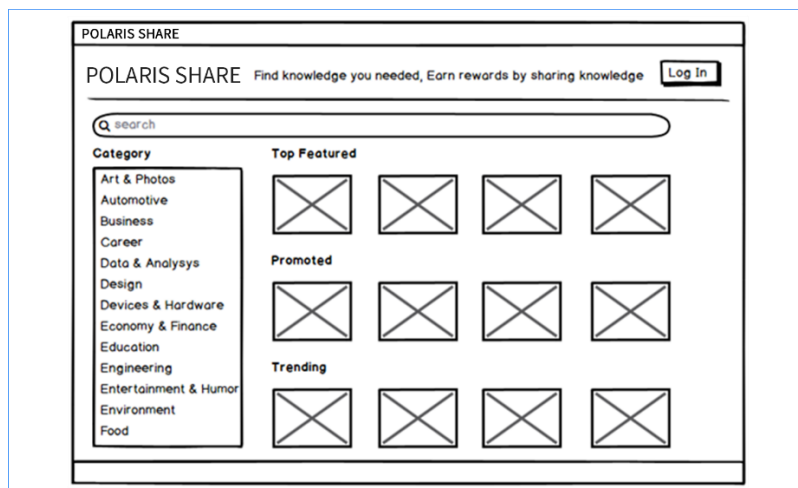 POLARIS SHARE
POLARIS SHARE Find knowledge you needed, Earn rewards by sharing knowledge Log In
search
Category
Art & Photos
Automotive
Business
Career
Data & Analysys
Design
Devices & Hardware
Economy & Finance
Education
Engineering
Entertainment & Humor
Environment
Food
Top Featured
Promoted
Trending